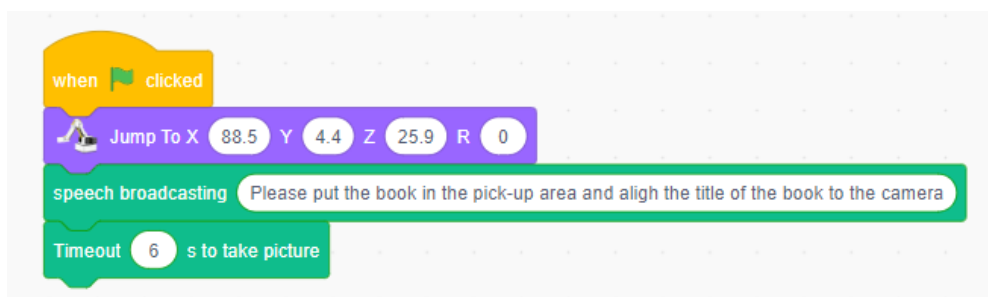 when clicked
Jump To X 88.5 Y 4.4 Z 25.9 R 0
speech broadcasting Please put the book in the pick-up area and aligh the title of the book to the camera
Timeout 6 s to take picture